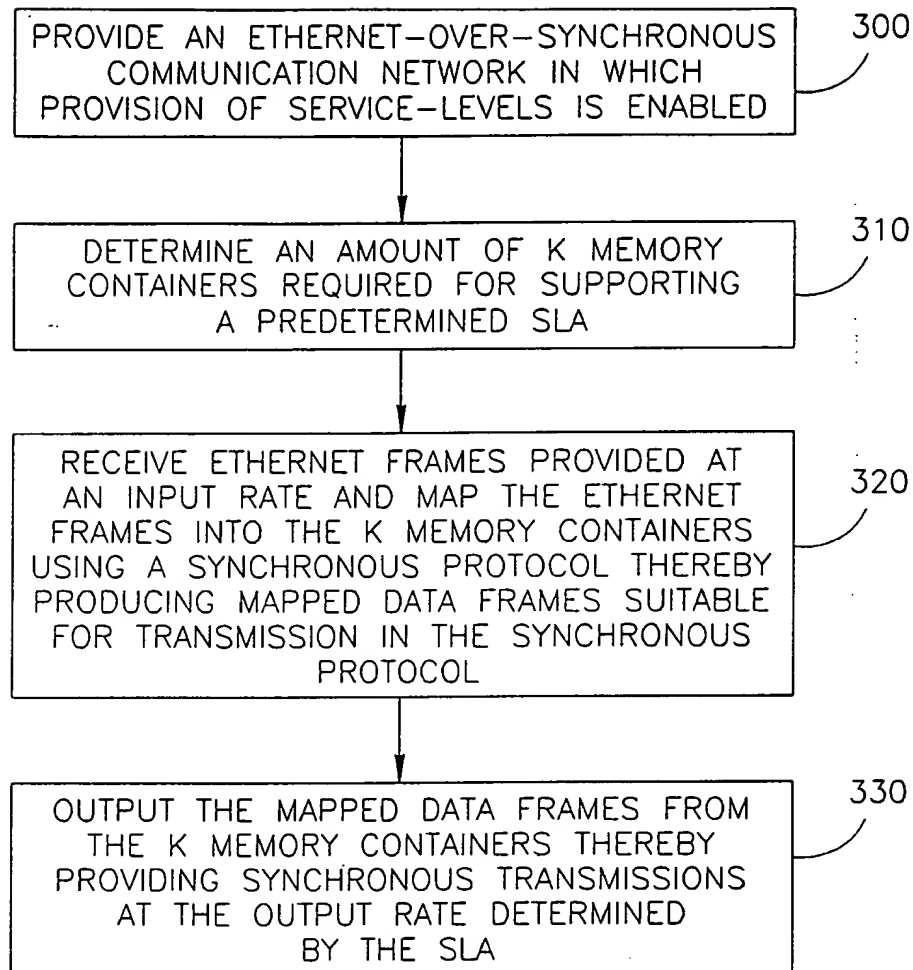 PROVIDE AN ETHERNET-OVER-SYNCHRONOUS
COMMUNICATION NETWORK IN WHICH
PROVISION OF SERVICE-LEVELS IS ENABLED
300
DETERMINE AN AMOUNT OF K MEMORY
CONTAINERS REQUIRED FOR SUPPORTING
A PREDETERMINED SLA
310
RECEIVE ETHERNET FRAMES PROVIDED AT
AN INPUT RATE AND MAP THE ETHERNET
FRAMES INTO THE K MEMORY CONTAINERS
USING A SYNCHRONOUS PROTOCOL THEREBY
PRODUCING MAPPED DATA FRAMES SUITABLE
FOR TRANSMISSION IN THE SYNCHRONOUS
PROTOCOL
320
OUTPUT THE MAPPED DATA FRAMES FROM
THE K MEMORY CONTAINERS THEREBY
PROVIDING SYNCHRONOUS TRANSMISSIONS
AT THE OUTPUT RATE DETERMINED
BY THE SLA
330